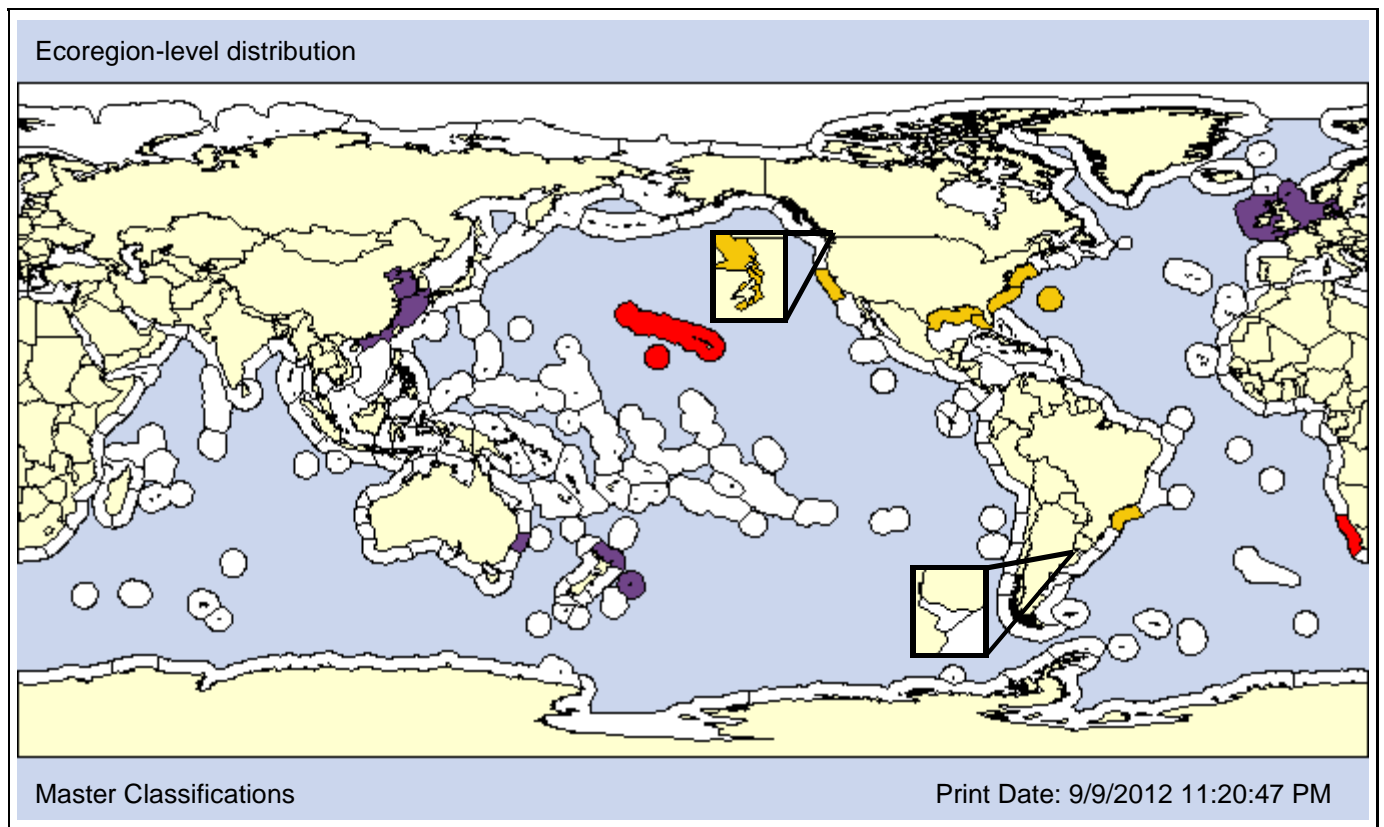 Ecoregion-level distribution
Master Classifications
Print Date: 9/9/2012 11:20:47 PM